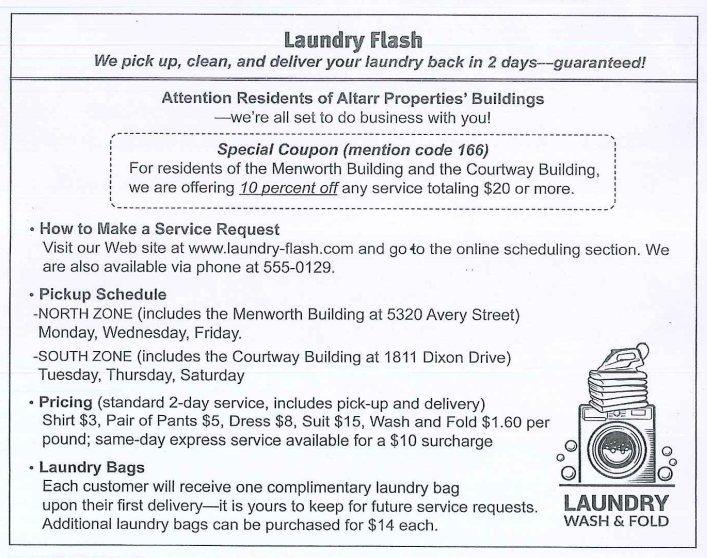 Laundry Flash
We pick up, clean, and deliver your laundry back in 2 days---guaranteed!
Attention Residents of Altarr Properties' Buildings
—we're all set to do business with you!
Special Coupon (mention code 166)
For residents of the Menworth Building and the Courtway Building,
we are offering 10 percent off any service totaling $20 or more.
• How to Make a Service Request
Visit our Web site at www.laundry-flash.com and go to the online scheduling section. We
are also available via phone at 555-0129.
• Pickup Schedule
-NORTH ZONE (includes the Menworth Building at 5320 Avery Street)
Monday, Wednesday, Friday.
-SOUTH ZONE (includes the Courtway Building at 1811 Dixon Drive)
Tuesday, Thursday, Saturday
• Pricing (standard 2-day service, includes pick-up and delivery)
Shirt $3, Pair of Pants $5, Dress $8, Suit $15, Wash and Fold $1.60 per
pound; same-day express service available for a $10 surcharge
• Laundry Bags
Each customer will receive one complimentary laundry bag
upon their first delivery—it is yours to keep for future service requests.
Additional laundry bags can be purchased for $14 each.
LAUNDRY
WASH & FOLD